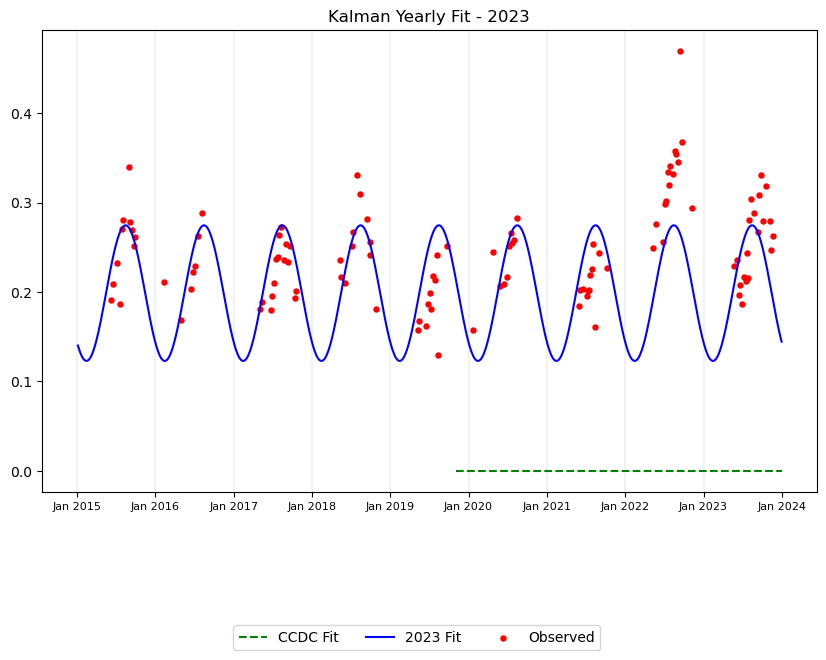 Kalman Yearly Fit - 2023
0.4
0.3
0.2
0.1
0.0
Jan 2015 Jan 2016 Jan 2017 Jan 2018 Jan 2019 Jan 2020 Jan 2021 Jan 2022 Jan 2023 Jan 2024
CCDC Fit 2023 Fit Observed